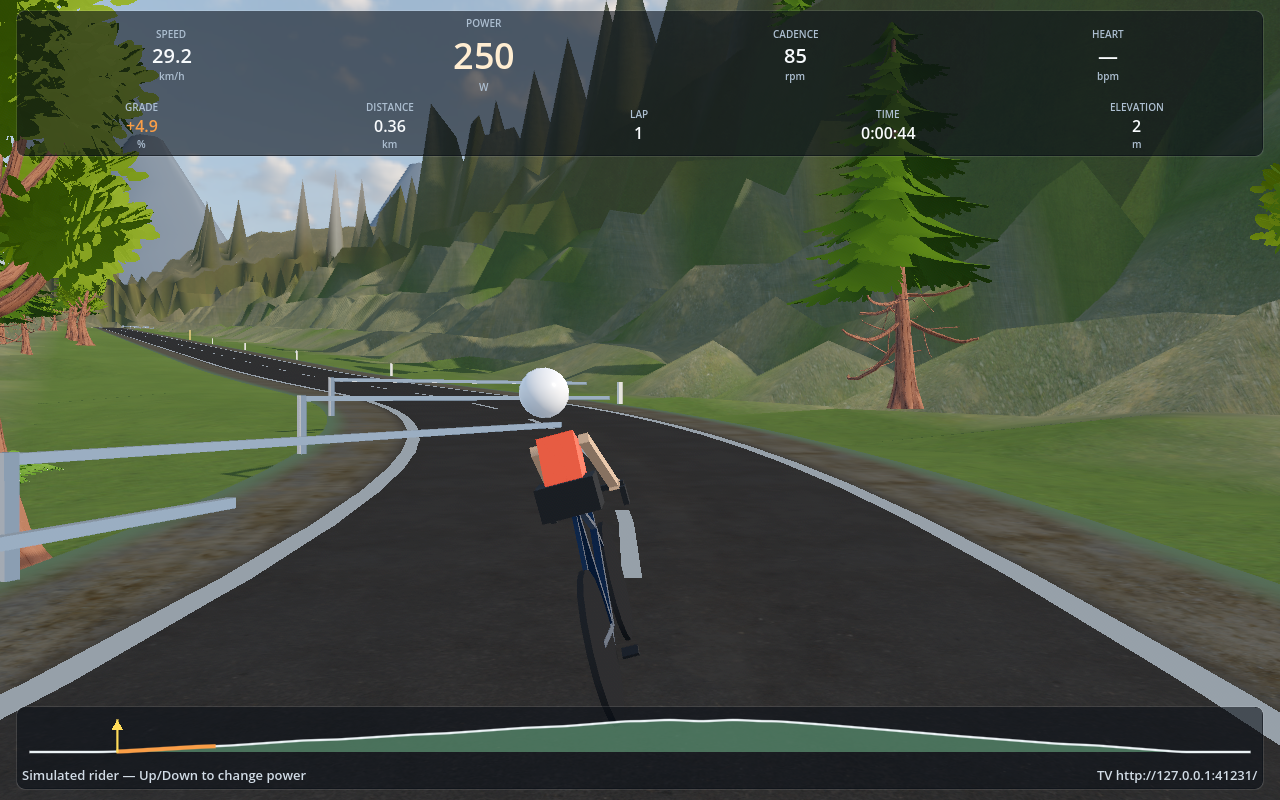 SPEED
29.2
km/h
POWER
250
W
CADENCE
85
rpm
HEART
—
bpm
GRADE
+4.9
%
DISTANCE
0.36
km
LAP
1
TIME
0:00:44
ELEVATION
2
m
Simulated rider — Up/Down to change power
TV http://127.0.0.1:41231/